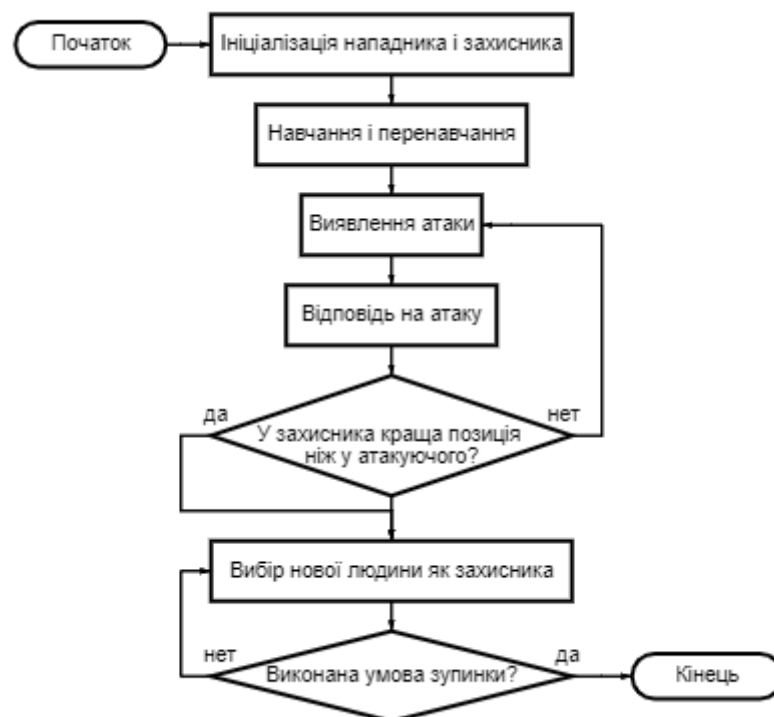 Початок
Ініціалізація нападника і захисника
Навчання і перенавчання
Виявлення атаки
Відповідь на атаку
да
нет
У захисника краща позиція
ніж у атакуючого?
Вибір нової людини як захисника
нет
Виконана умова зупинки?
да
Кінець